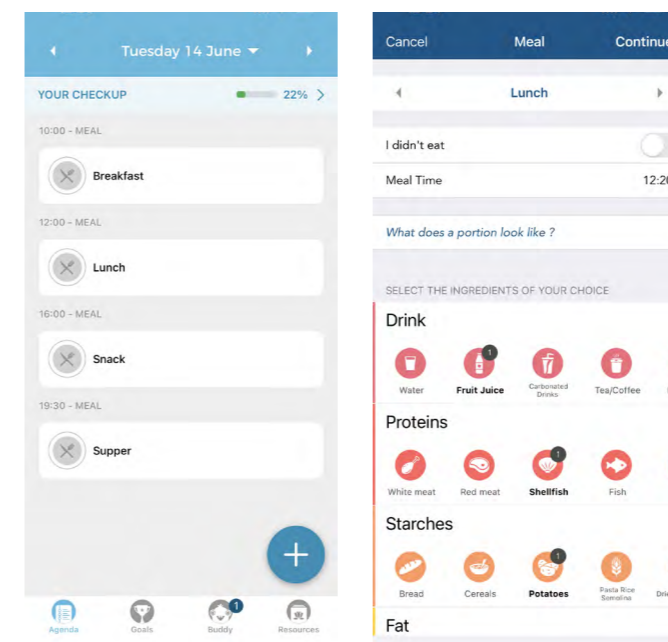 Tuesday 14 June
YOUR CHECKUP 22%
10:00 - MEAL
Breakfast
12:00 - MEAL
Lunch
16:00 - MEAL
Snack
19:30 - MEAL
Supper
+
1
Agenda Goals Buddy Resources
Cancel Meal Continue
Lunch
I didn't eat
Meal Time 12:20
What does a portion look like ?
SELECT THE INGREDIENTS OF YOUR CHOICE
Drink
1
Water Fruit Juice Carbonated Drinks Tea/Coffee
Proteins
1
White meat Red meat Shellfish Fish
Starches
1
Bread Cereals Potatoes Pasta Rice Semolina
Fat